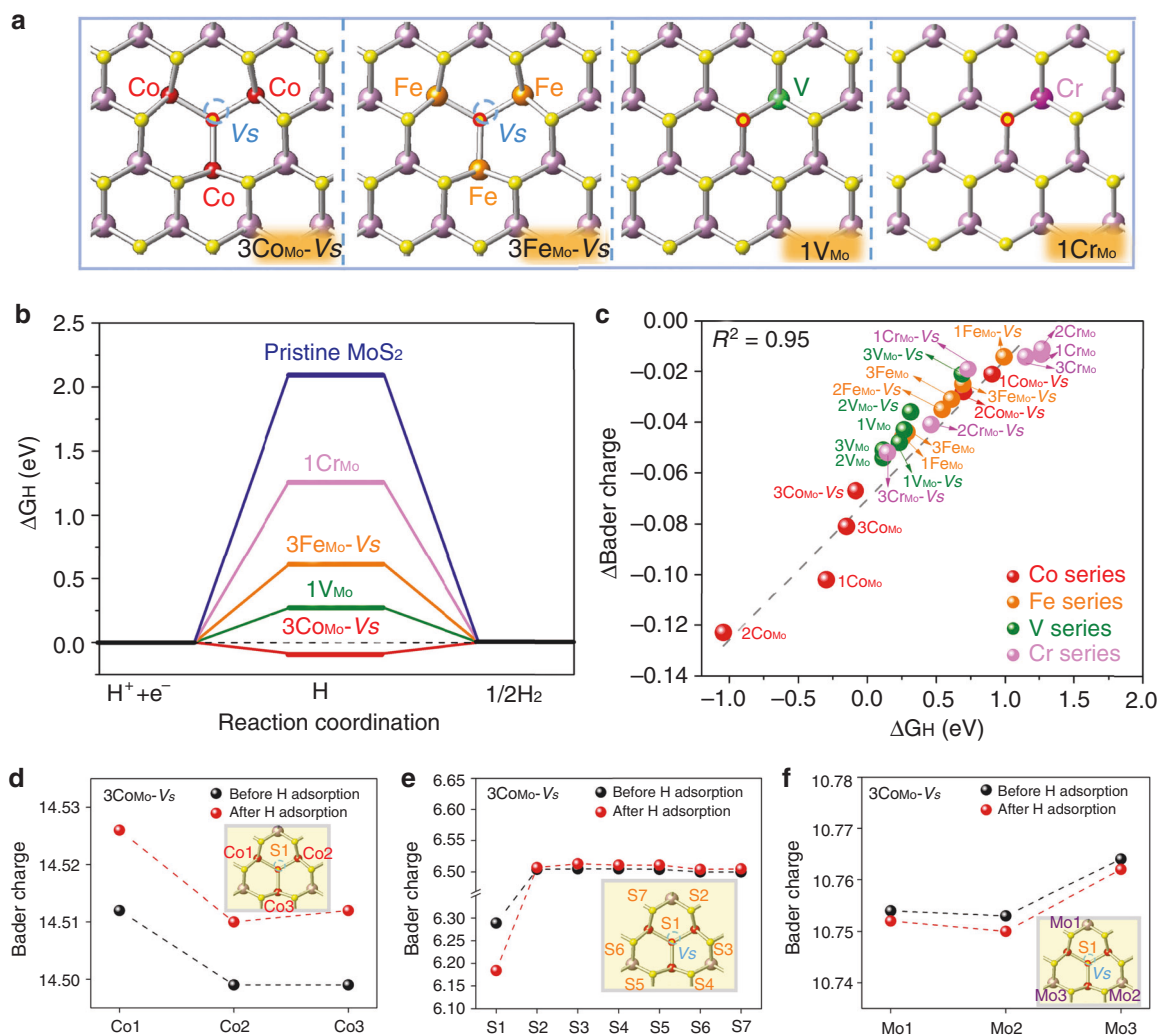 a
Co
Co
Vs
Co
3CoMo-Vs
Fe
Fe
Vs
Fe
3FeMo-Vs
V
1VMo
Cr
1CrMo
b
2.5
2.0
1.5
1.0
0.5
0.0
ΔGH (eV)
Pristine MoS2
1CrMo
3FeMo-Vs
1VMo
3CoMo-Vs
H+ +e−
H
1/2H2
Reaction coordination
c
0.00
−0.02
−0.04
−0.06
−0.08
−0.10
−0.12
−0.14
ΔBader charge
R2 = 0.95
1FeMo-Vs
2CrMo
1CrMo-Vs
1CrMo
3VMo-Vs
3CrMo
3FeMo
1CoMo-Vs
2FeMo-Vs
3FeMo-Vs
2CoMo-Vs
2VMo-Vs
2CrMo-Vs
1VMo
3FeMo
3VMo
1FeMo
2VMo
1VMo-Vs
3CrMo-Vs
3CoMo-Vs
3CoMo
1CoMo
2CoMo
Co series
Fe series
V series
Cr series
−1.0
−0.5
0.0
0.5
1.0
1.5
2.0
ΔGH (eV)
d
14.53
14.52
14.51
14.50
Bader charge
3CoMo-Vs
Before H adsorption
After H adsorption
Co1
S1
Co2
Co3
Co1
Co2
Co3
e
6.65
6.60
6.55
6.50
6.30
6.25
6.20
6.15
6.10
Bader charge
3CoMo-Vs
Before H adsorption
After H adsorption
S7
S2
S1
S6
Vs
S3
S5
S4
S1
S2
S3
S4
S5
S6
S7
f
10.78
10.77
10.76
10.75
10.74
Bader charge
3CoMo-Vs
Before H adsorption
After H adsorption
Mo1
S1
Vs
Mo3
Mo2
Mo1
Mo2
Mo3